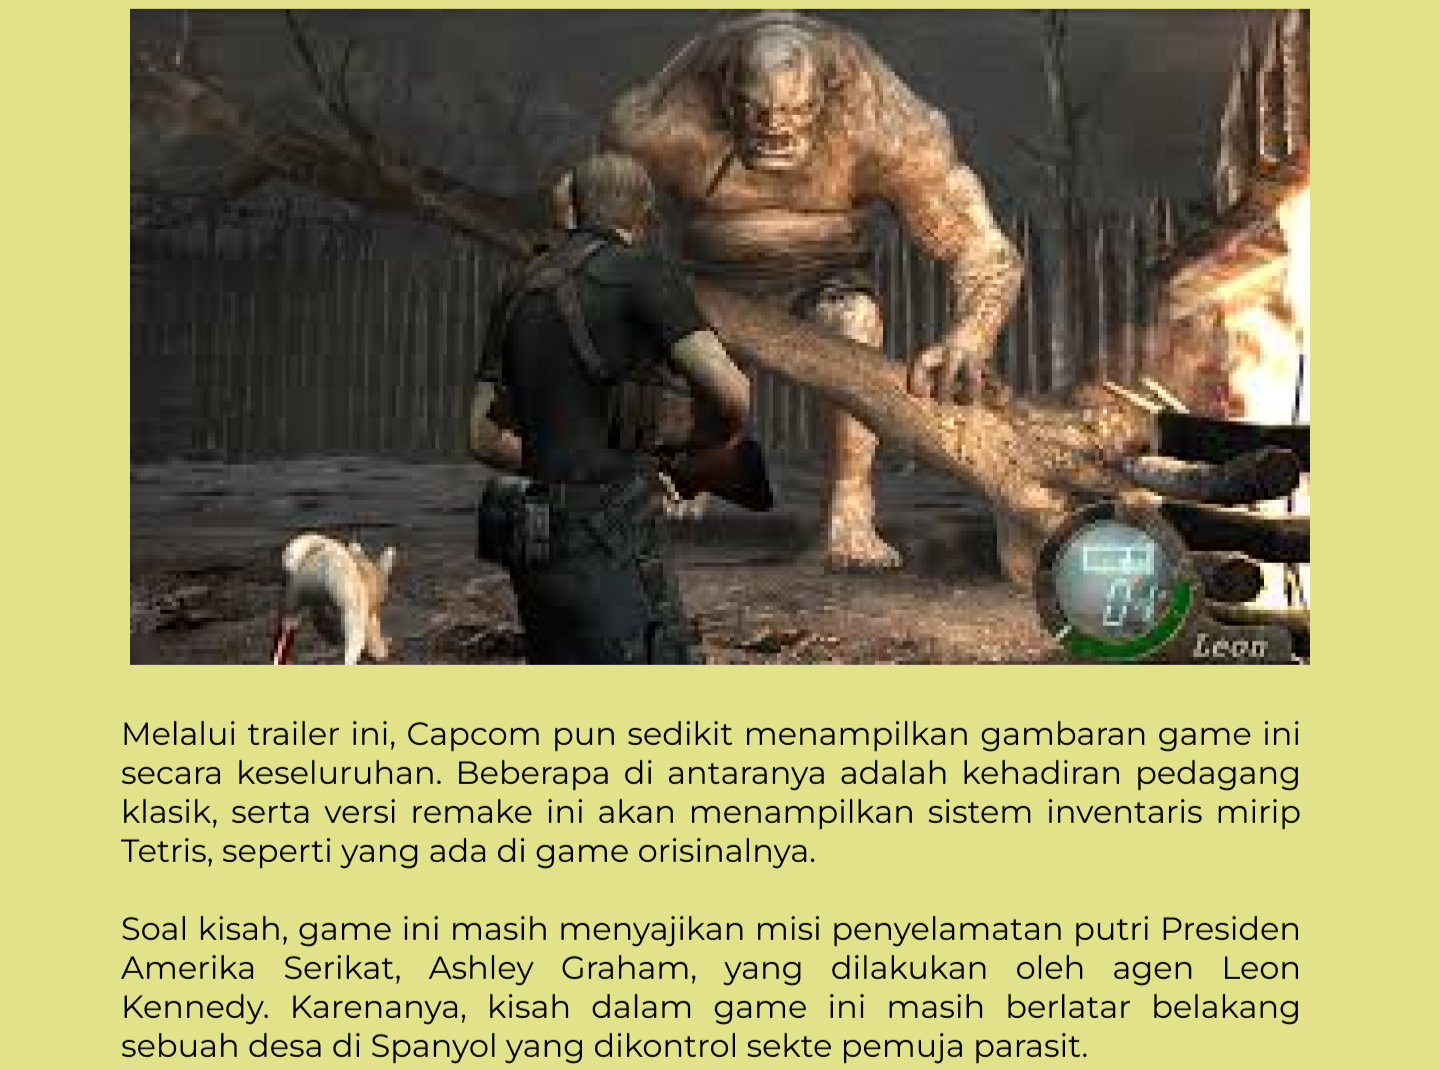 04
Leon
Melalui trailer ini, Capcom pun sedikit menampilkan gambaran game ini
secara keseluruhan. Beberapa di antaranya adalah kehadiran pedagang
klasik, serta versi remake ini akan menampilkan sistem inventaris mirip
Tetris, seperti yang ada di game orisinalnya.
Soal kisah, game ini masih menyajikan misi penyelamatan putri Presiden
Amerika Serikat, Ashley Graham, yang dilakukan oleh agen Leon
Kennedy. Karenanya, kisah dalam game ini masih berlatar belakang
sebuah desa di Spanyol yang dikontrol sekte pemuja parasit.